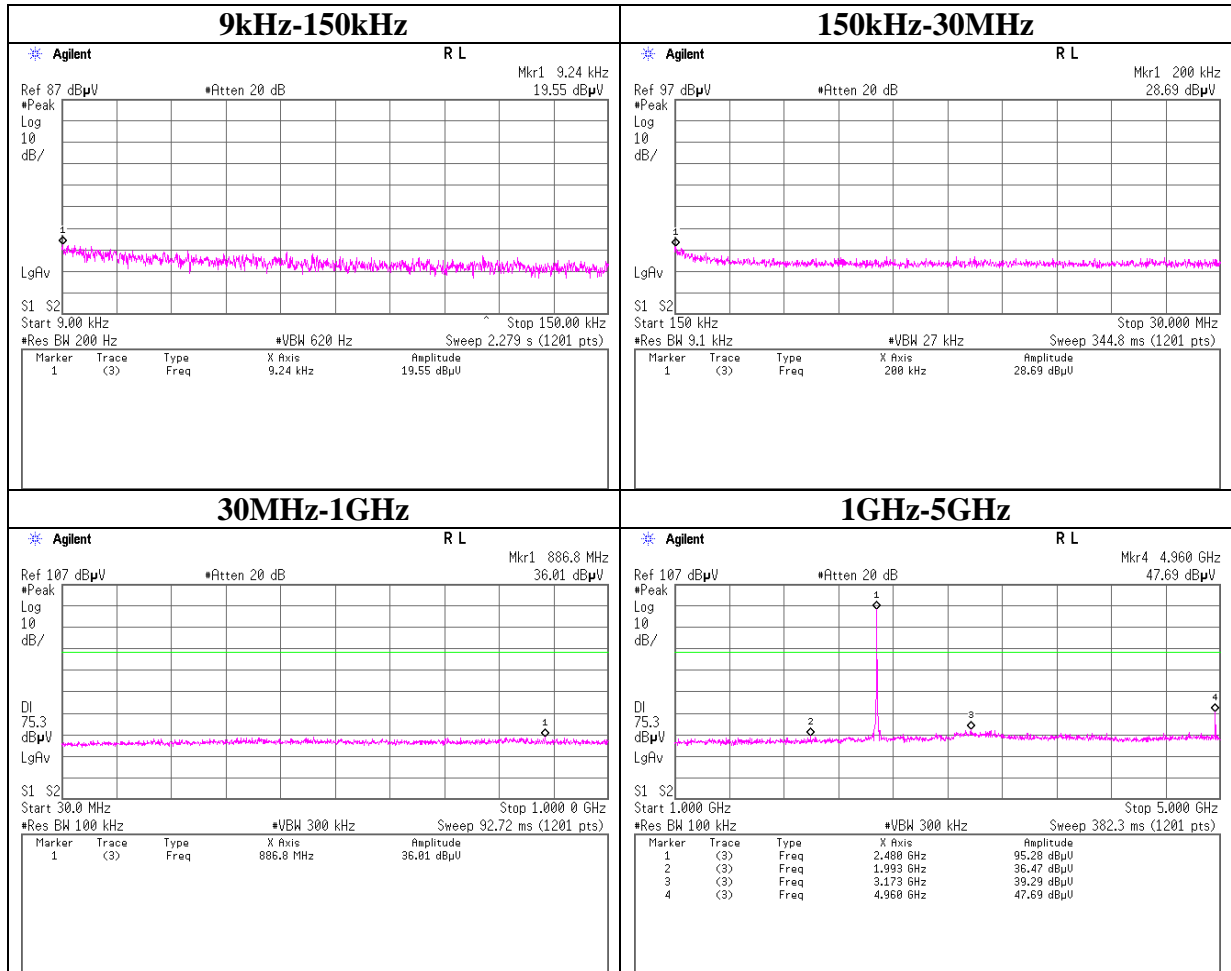 9kHz-150kHz
Agilent R L
Mkr1 9.24 kHz
Ref 87 dBµV #Atten 20 dB 19.55 dBµV
#Peak
Log
10
dB/
1
LgAv
S1 S2
Start 9.00 kHz ^ Stop 150.00 kHz
#Res BW 200 Hz #VBW 620 Hz Sweep 2.279 s (1201 pts)
Marker Trace Type X Axis Amplitude
1 (3) Freq 9.24 kHz 19.55 dBµV
150kHz-30MHz
Agilent R L
Mkr1 200 kHz
Ref 97 dBµV #Atten 20 dB 28.69 dBµV
#Peak
Log
10
dB/
1
LgAv
S1 S2
Start 150 kHz Stop 30.000 MHz
#Res BW 9.1 kHz #VBW 27 kHz Sweep 344.8 ms (1201 pts)
Marker Trace Type X Axis Amplitude
1 (3) Freq 200 kHz 28.69 dBµV
30MHz-1GHz
Agilent R L
Mkr1 886.8 MHz
Ref 107 dBµV #Atten 20 dB 36.01 dBµV
#Peak
Log
10
dB/
DI
75.3
dBµV
1
LgAv
S1 S2
Start 30.0 MHz Stop 1.000 0 GHz
#Res BW 100 kHz #VBW 300 kHz Sweep 92.72 ms (1201 pts)
Marker Trace Type X Axis Amplitude
1 (3) Freq 886.8 MHz 36.01 dBµV
1GHz-5GHz
Agilent R L
Mkr4 4.960 GHz
Ref 107 dBµV #Atten 20 dB 47.69 dBµV
#Peak
1
Log
10
dB/
4
DI
75.3
2 3
dBµV
LgAv
S1 S2
Start 1.000 GHz Stop 5.000 GHz
#Res BW 100 kHz #VBW 300 kHz Sweep 382.3 ms (1201 pts)
Marker Trace Type X Axis Amplitude
1 (3) Freq 2.480 GHz 95.28 dBµV
2 (3) Freq 1.993 GHz 36.47 dBµV
3 (3) Freq 3.173 GHz 39.29 dBµV
4 (3) Freq 4.960 GHz 47.69 dBµV